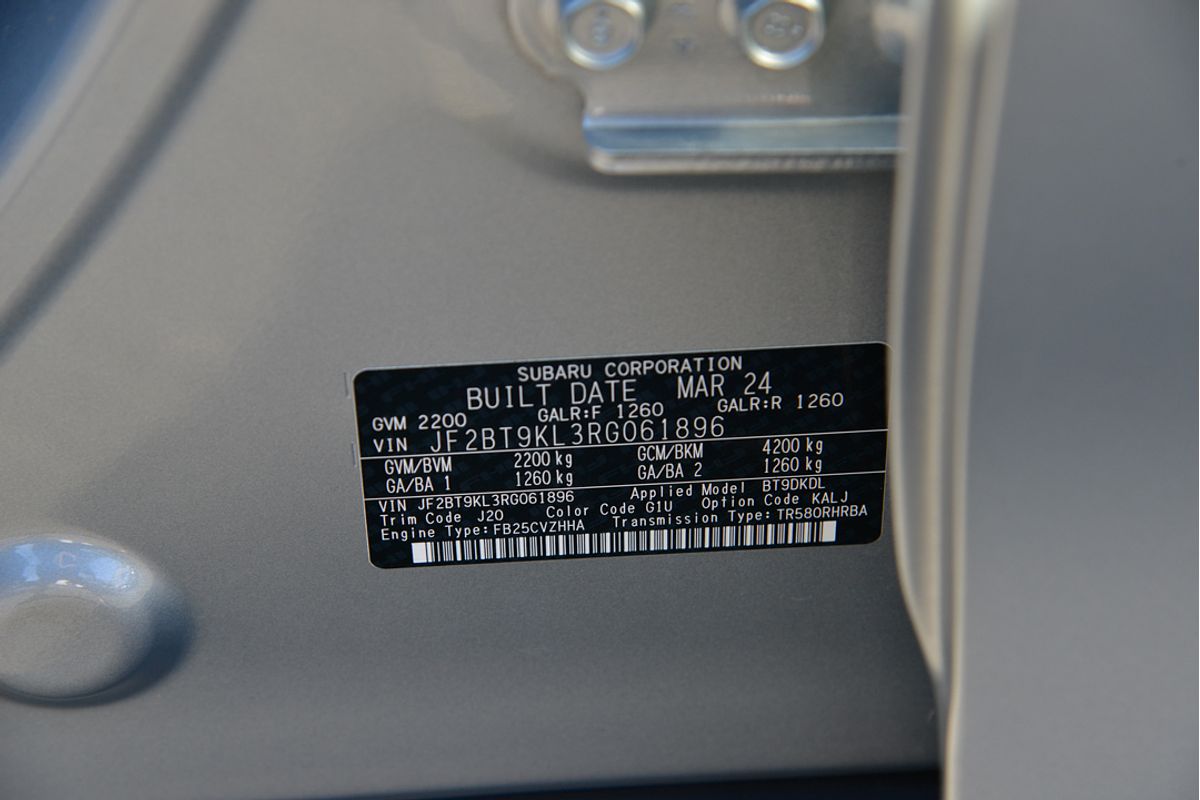 SUBARU CORPORATION
BUILT DATE MAR 24
GVM 2200 GALR:F 1260 GALR:R 1260
VIN JF2BT9KL3RG061896
GVM/BVM 2200 kg GCM/BKM 4200 kg
GA/BA 1 1260 kg GA/BA 2 1260 kg
VIN JF2BT9KL3RG061896 Applied Model BT9DKDL
Trim Code J20 Color Code G1U Option Code KALJ
Engine Type:FB25CVZHHA Transmission Type:TR580RHRBA